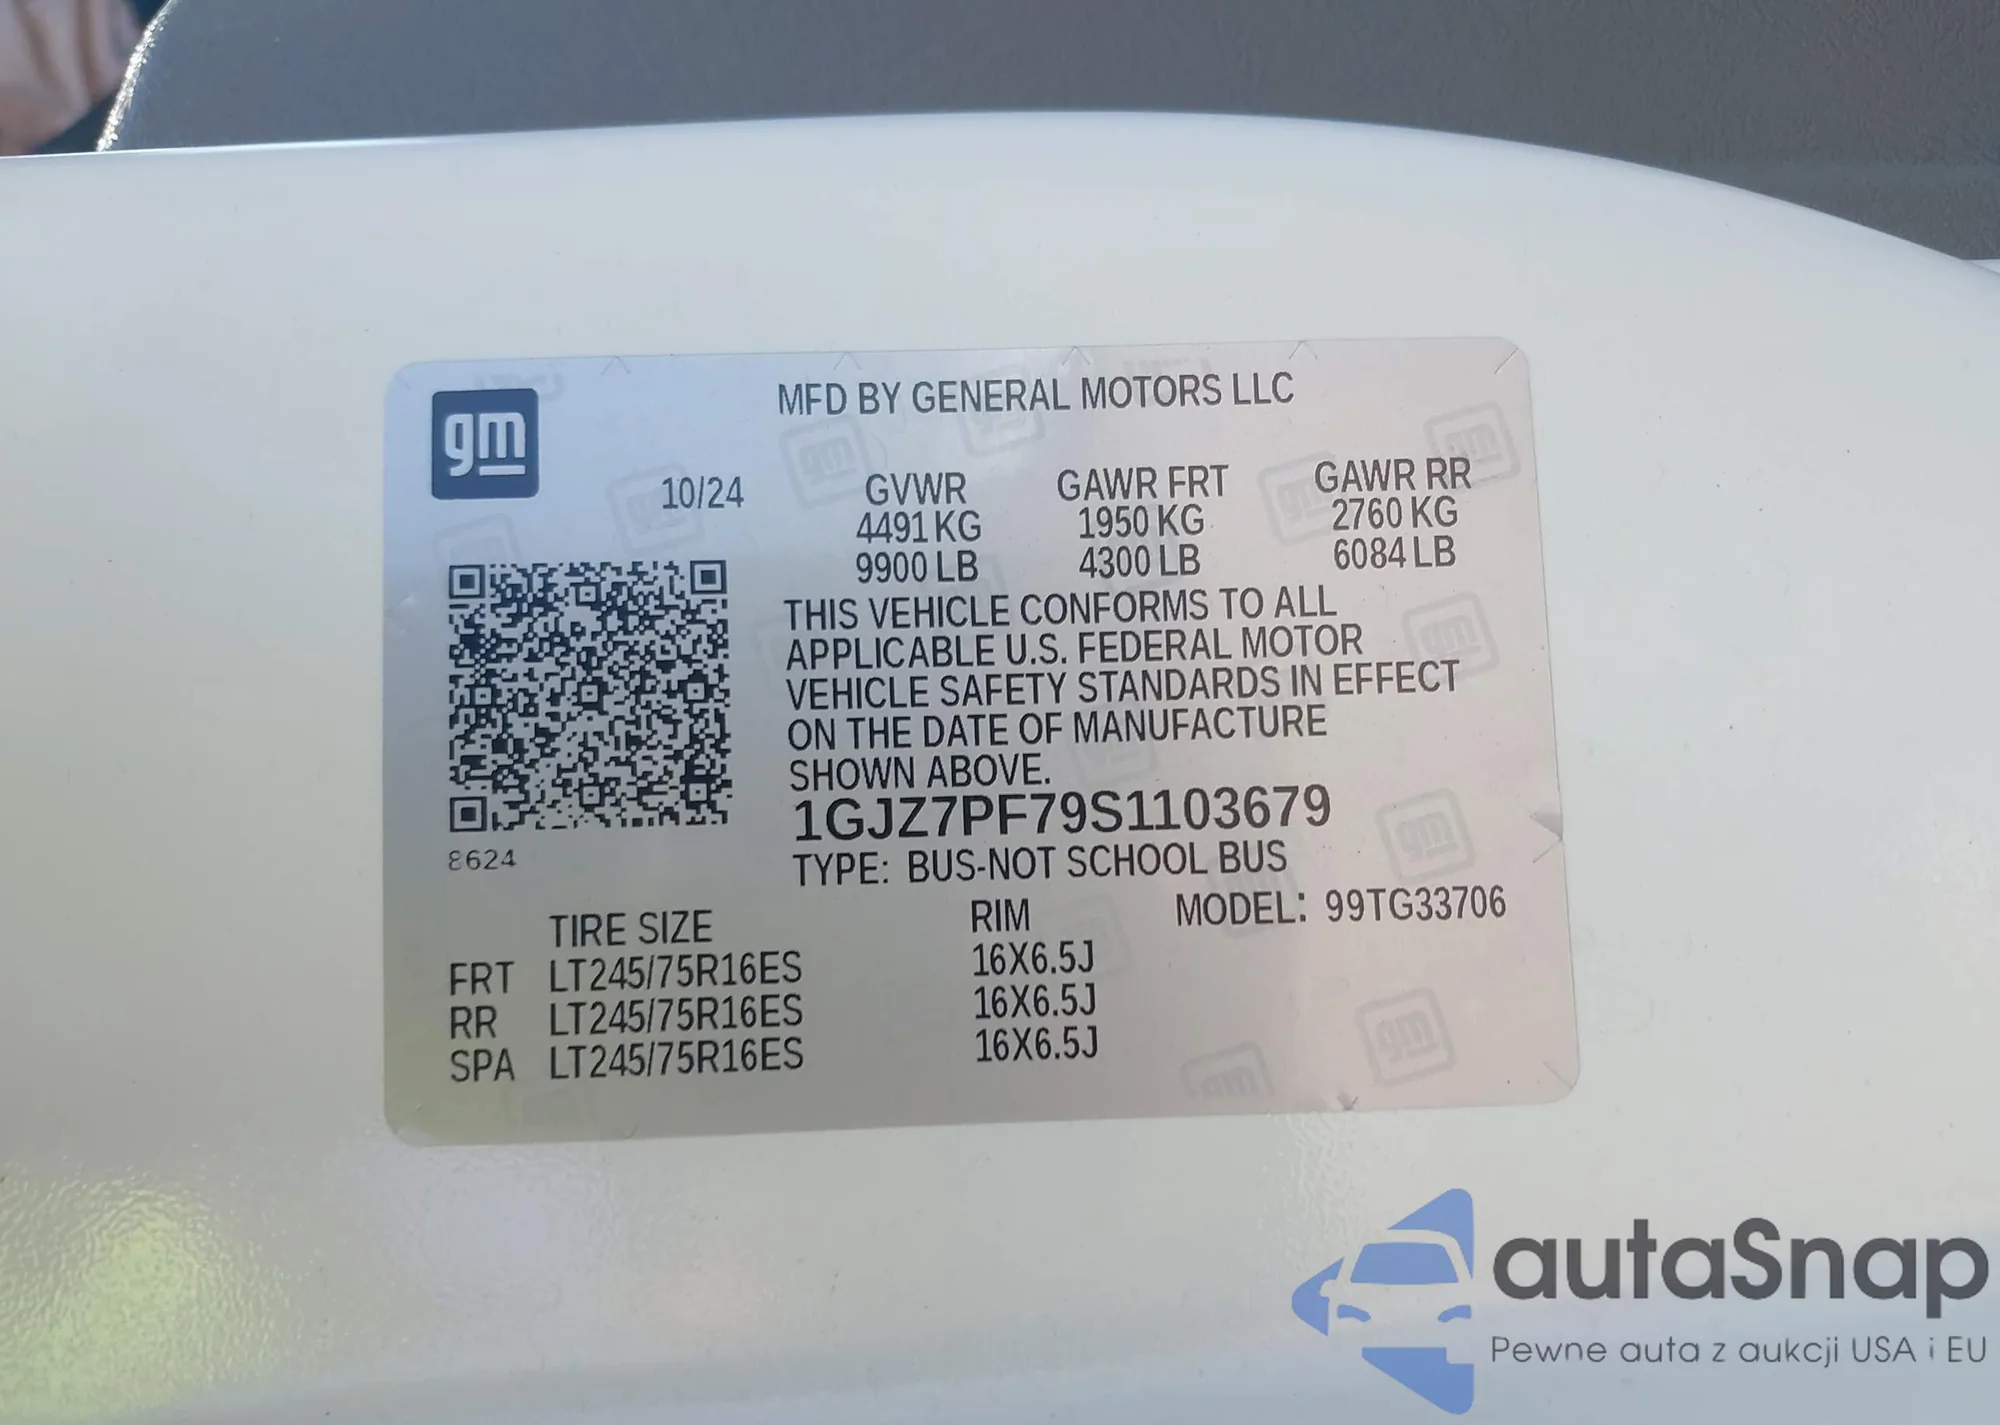 gm
MFD BY GENERAL MOTORS LLC
10/24 GVWR GAWR FRT GAWR RR
4491 KG 1950 KG 2760 KG
9900 LB 4300 LB 6084 LB
THIS VEHICLE CONFORMS TO ALL
APPLICABLE U.S. FEDERAL MOTOR
VEHICLE SAFETY STANDARDS IN EFFECT
ON THE DATE OF MANUFACTURE
SHOWN ABOVE.
1GJZ7PF79S1103679
8624
TYPE: BUS-NOT SCHOOL BUS
TIRE SIZE RIM MODEL: 99TG33706
FRT LT245/75R16ES 16X6.5J
RR LT245/75R16ES 16X6.5J
SPA LT245/75R16ES 16X6.5J
autaSnap
Pewne auta z aukcji USA i EU